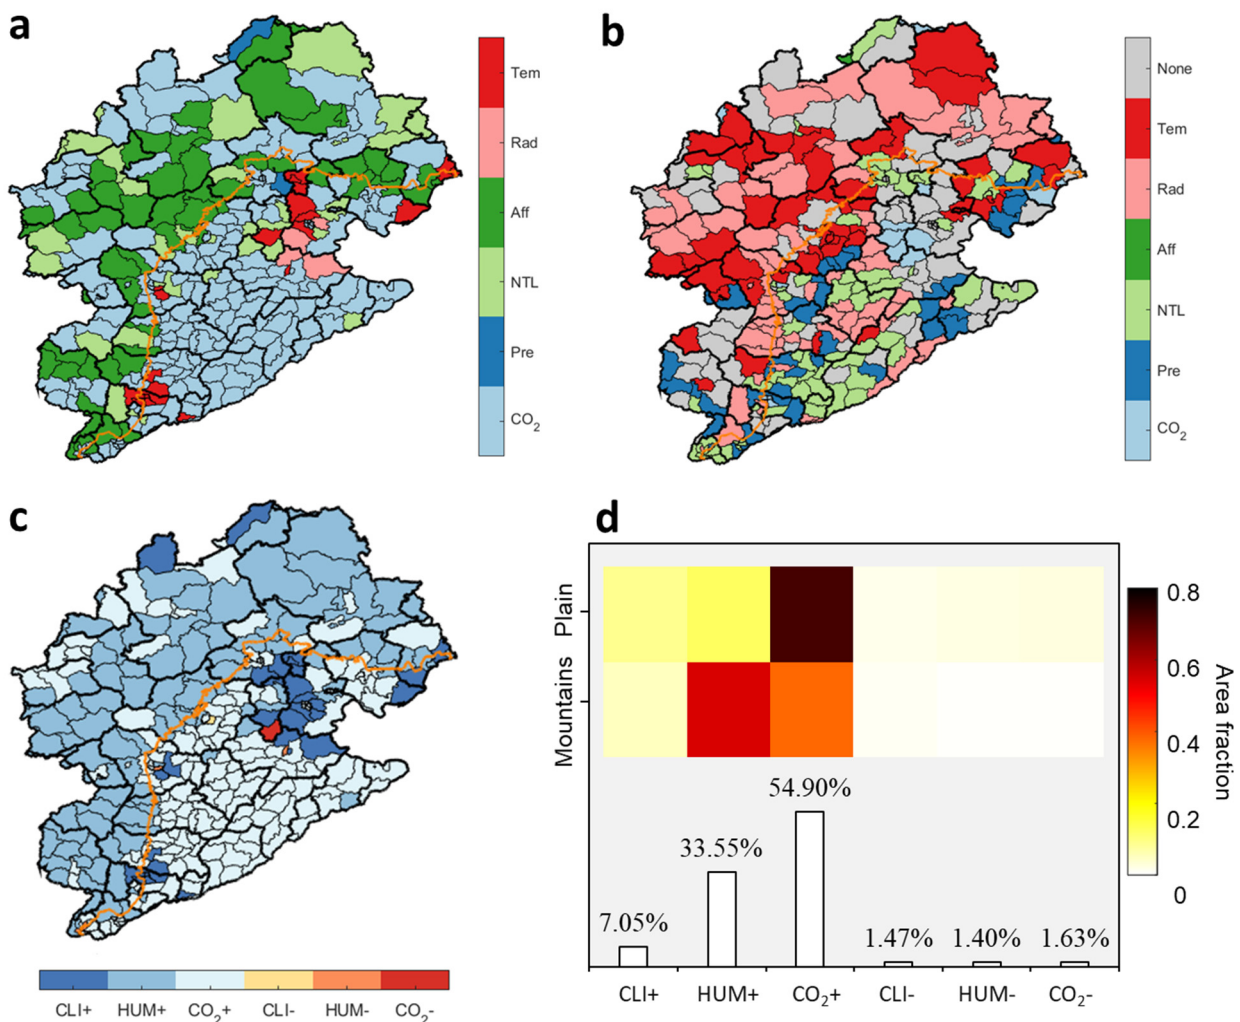 a
Tem
Rad
Aff
NTL
Pre
CO₂
b
None
Tem
Rad
Aff
NTL
Pre
CO₂
c
CLI+ HUM+ CO₂+ CLI- HUM- CO₂-
d
Plain
Mountains
54.90%
33.55%
7.05%
1.47% 1.40% 1.63%
CLI+ HUM+ CO₂+ CLI- HUM- CO₂-
0.8
0.6
0.4
0.2
0
Area fraction